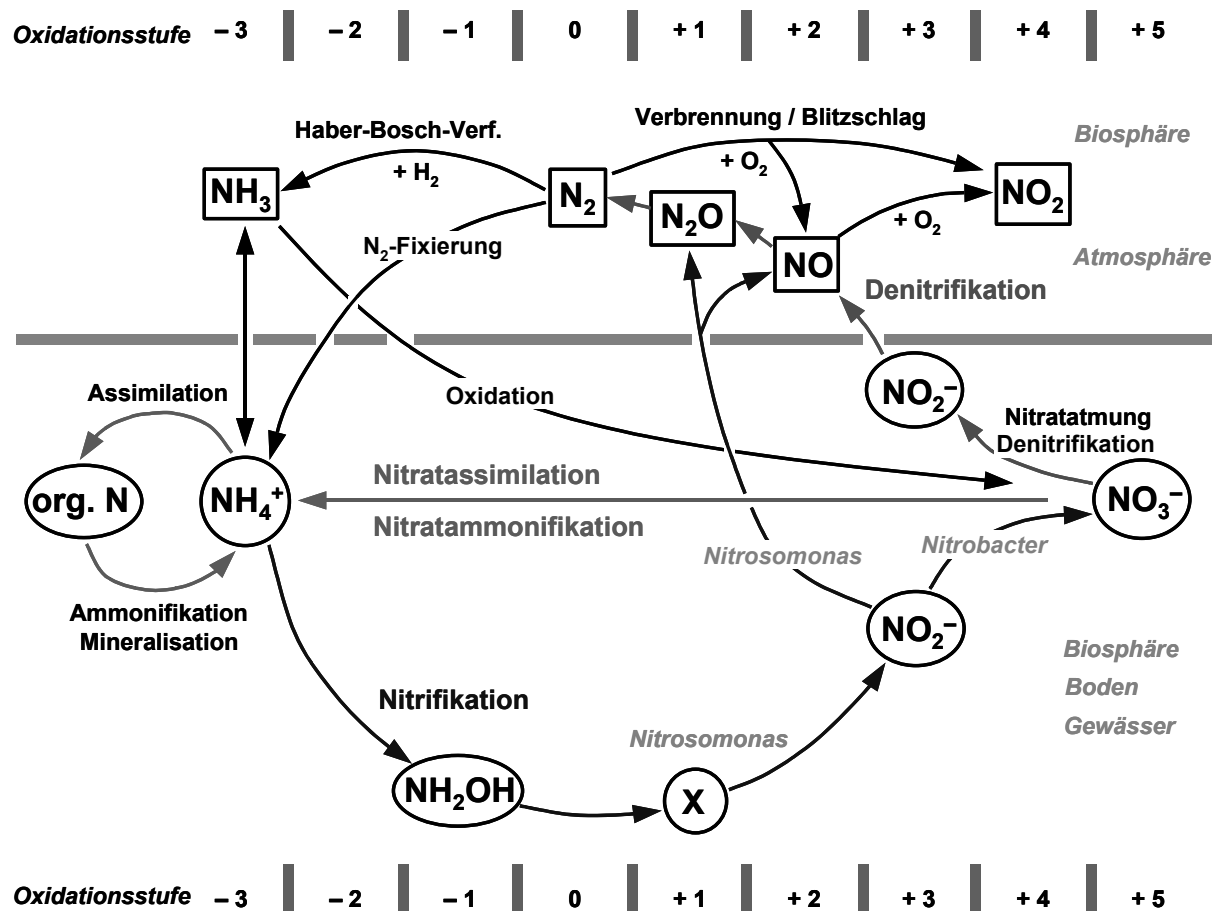 Oxidationsstufe – 3 – 2 – 1 0 + 1 + 2 + 3 + 4 + 5
Verbrennung / Blitzschlag
Haber-Bosch-Verf.
Biosphäre
+ O₂
+ H₂
NH₃
N₂
N₂O
NO₂
+ O₂
N₂-Fixierung
Atmosphäre
NO
Denitrifikation
Assimilation
Oxidation
NO₂⁻
Nitratatmung
Denitrifikation
Nitratassimilation
org. N
NH₄⁺
NO₃⁻
Nitratammonifikation
Nitrosomonas
Nitrobacter
Ammonifikation
Mineralisation
NO₂⁻
Biosphäre
Boden
Gewässer
Nitrifikation
Nitrosomonas
NH₂OH
X
Oxidationsstufe – 3 – 2 – 1 0 + 1 + 2 + 3 + 4 + 5